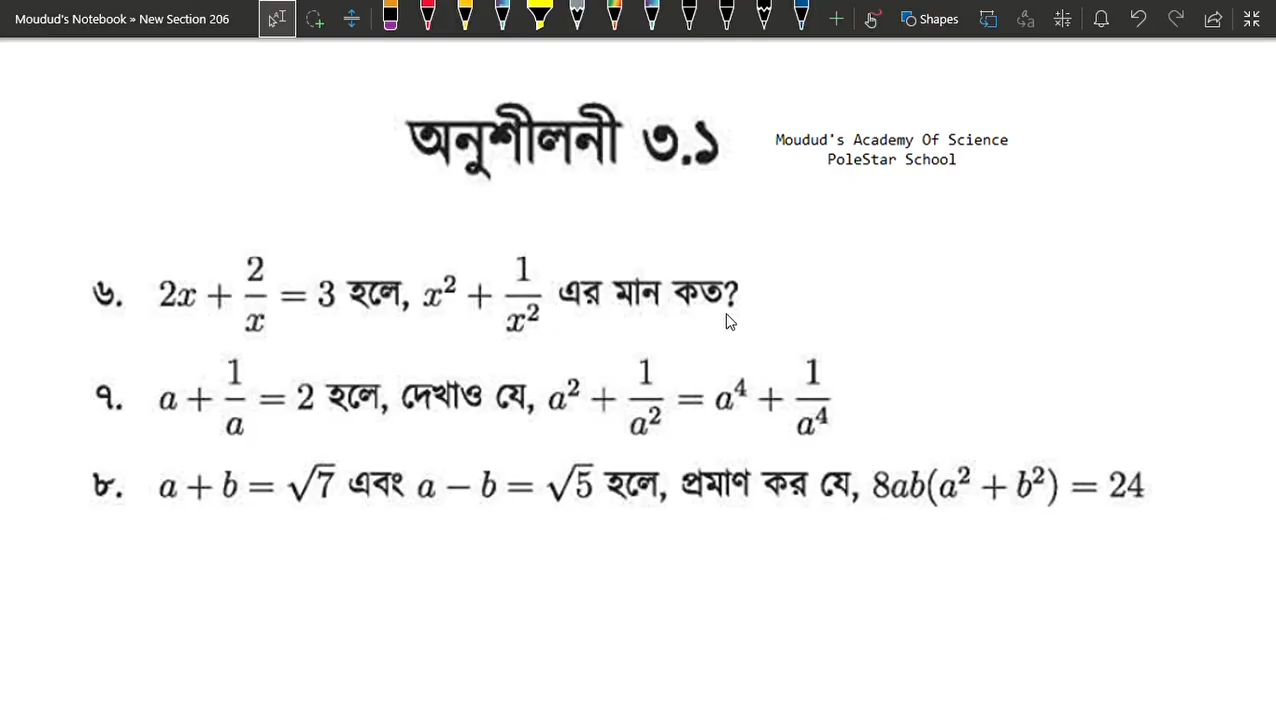 Moudud's Notebook » New Section 206
Shapes
অনুশীলনী ৩.১
Moudud's Academy Of Science
PoleStar School
৬. 2x + 2/x = 3 হলে, x² + 1/x² এর মান কত?
৭. a + 1/a = 2 হলে, দেখাও যে, a² + 1/a² = a⁴ + 1/a⁴
৮. a + b = √7 এবং a − b = √5 হলে, প্রমাণ কর যে, 8ab(a² + b²) = 24